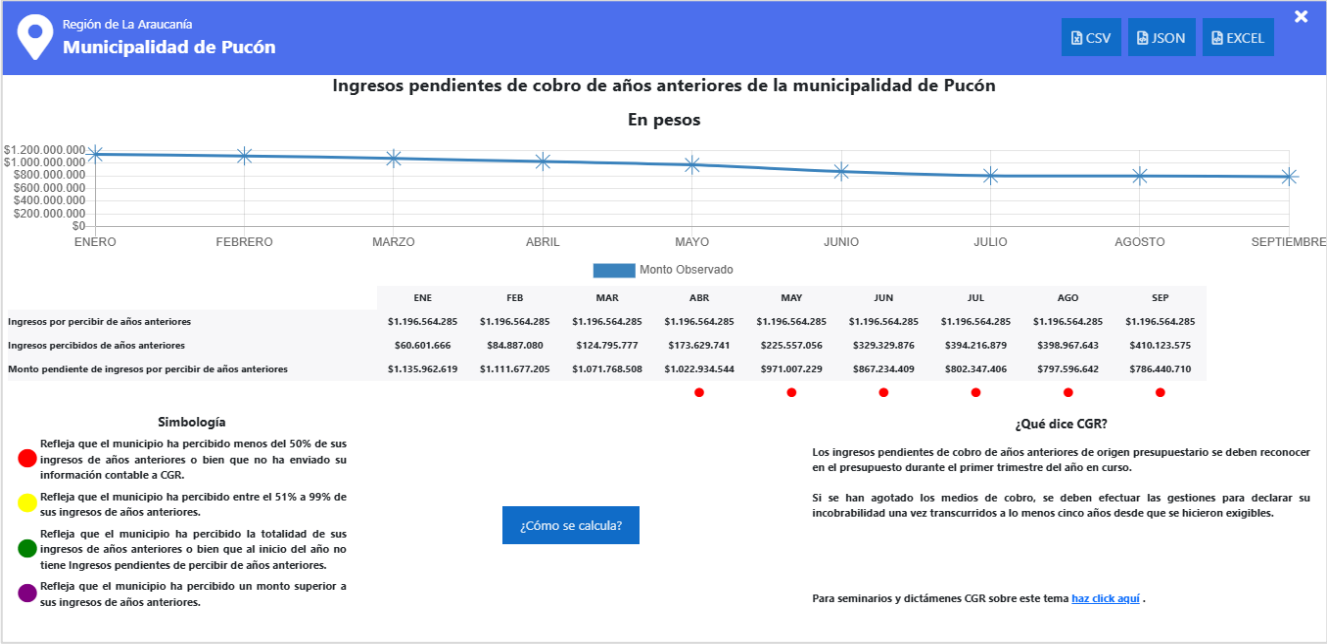 Región de La Araucanía
Municipalidad de Pucón
CSV JSON EXCEL
Ingresos pendientes de cobro de años anteriores de la municipalidad de Pucón
En pesos
$1.200.000.000
$1.000.000.000
$800.000.000
$600.000.000
$400.000.000
$200.000.000
$0
ENERO FEBRERO MARZO ABRIL MAYO JUNIO JULIO AGOSTO SEPTIEMBRE
Monto Observado
ENE FEB MAR ABR MAY JUN JUL AGO SEP
Ingresos por percibir de años anteriores $1.196.564.285 $1.196.564.285 $1.196.564.285 $1.196.564.285 $1.196.564.285 $1.196.564.285 $1.196.564.285 $1.196.564.285 $1.196.564.285
Ingresos percibidos de años anteriores $60.601.666 $84.887.080 $124.795.777 $173.629.741 $225.557.056 $329.329.876 $394.216.879 $398.967.643 $410.123.575
Monto pendiente de ingresos por percibir de años anteriores $1.135.962.619 $1.111.677.205 $1.071.768.508 $1.022.934.544 $971.007.229 $867.234.409 $802.347.406 $797.596.642 $786.440.710
Simbología
Refleja que el municipio ha percibido menos del 50% de sus
ingresos de años anteriores o bien que no ha enviado su
información contable a CGR.
Refleja que el municipio ha percibido entre el 51% a 99% de
sus ingresos de años anteriores.
Refleja que el municipio ha percibido la totalidad de sus
ingresos de años anteriores o bien que al inicio del año no
tiene Ingresos pendientes de percibir de años anteriores.
Refleja que el municipio ha percibido un monto superior a
sus ingresos de años anteriores.
¿Cómo se calcula?
¿Qué dice CGR?
Los ingresos pendientes de cobro de años anteriores de origen presupuestario se deben reconocer
en el presupuesto durante el primer trimestre del año en curso.
Si se han agotado los medios de cobro, se deben efectuar las gestiones para declarar su
incobrabilidad una vez transcurridos a lo menos cinco años desde que se hicieron exigibles.
Para seminarios y dictámenes CGR sobre este tema haz click aquí .